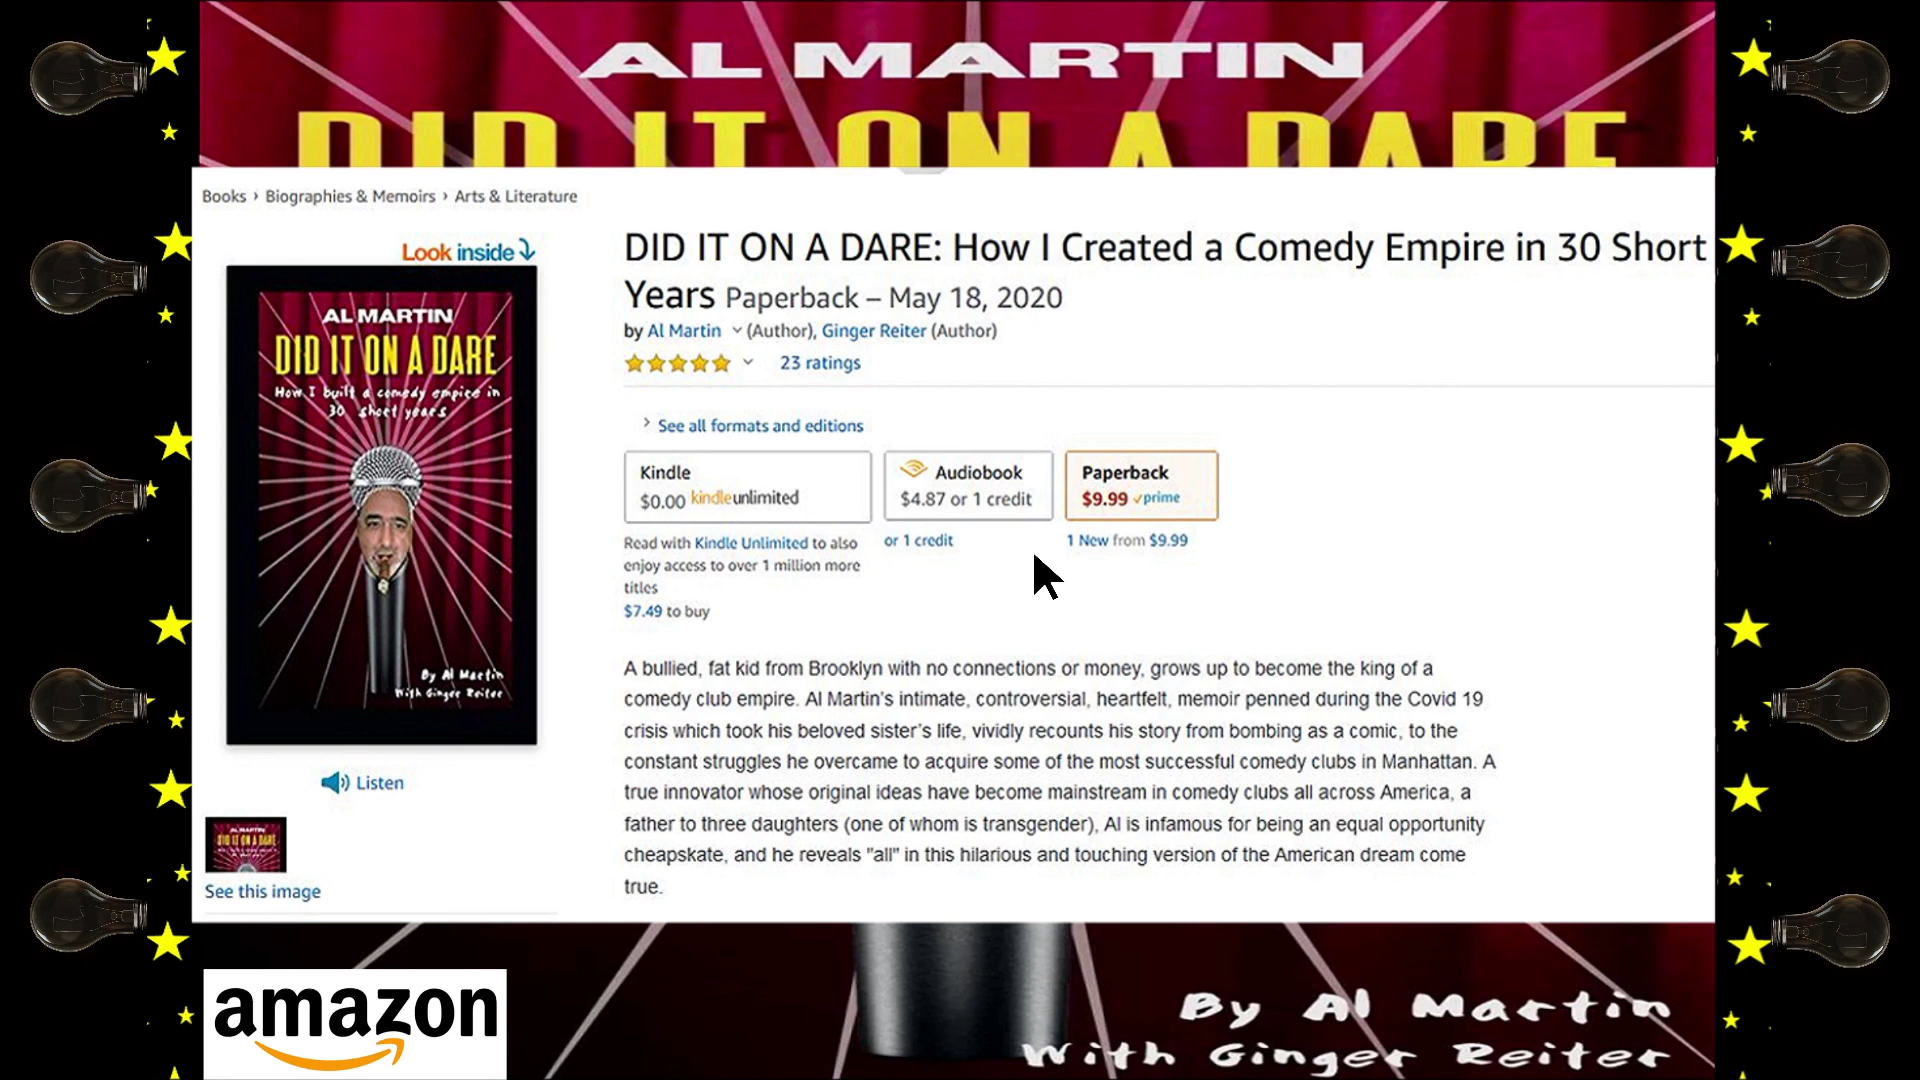 AL MARTIN
DID IT ON A DARE
Books › Biographies & Memoirs › Arts & Literature
Look inside
AL MARTIN
DID IT ON A DARE
How I built a comedy empire in
30 short years
By Al Martin
With Ginger Reiter
Listen
AL MARTIN
DID IT ON A DARE
See this image
DID IT ON A DARE: How I Created a Comedy Empire in 30 Short
Years Paperback – May 18, 2020
by Al Martin (Author), Ginger Reiter (Author)
23 ratings
› See all formats and editions
Kindle
$0.00 kindleunlimited
Read with Kindle Unlimited to also
enjoy access to over 1 million more
titles
$7.49 to buy
Audiobook
$4.87 or 1 credit
or 1 credit
Paperback
$9.99 prime
1 New from $9.99
A bullied, fat kid from Brooklyn with no connections or money, grows up to become the king of a
comedy club empire. Al Martin's intimate, controversial, heartfelt, memoir penned during the Covid 19
crisis which took his beloved sister's life, vividly recounts his story from bombing as a comic, to the
constant struggles he overcame to acquire some of the most successful comedy clubs in Manhattan. A
true innovator whose original ideas have become mainstream in comedy clubs all across America, a
father to three daughters (one of whom is transgender), Al is infamous for being an equal opportunity
cheapskate, and he reveals "all" in this hilarious and touching version of the American dream come
true.
amazon
By Al Martin
With Ginger Reiter